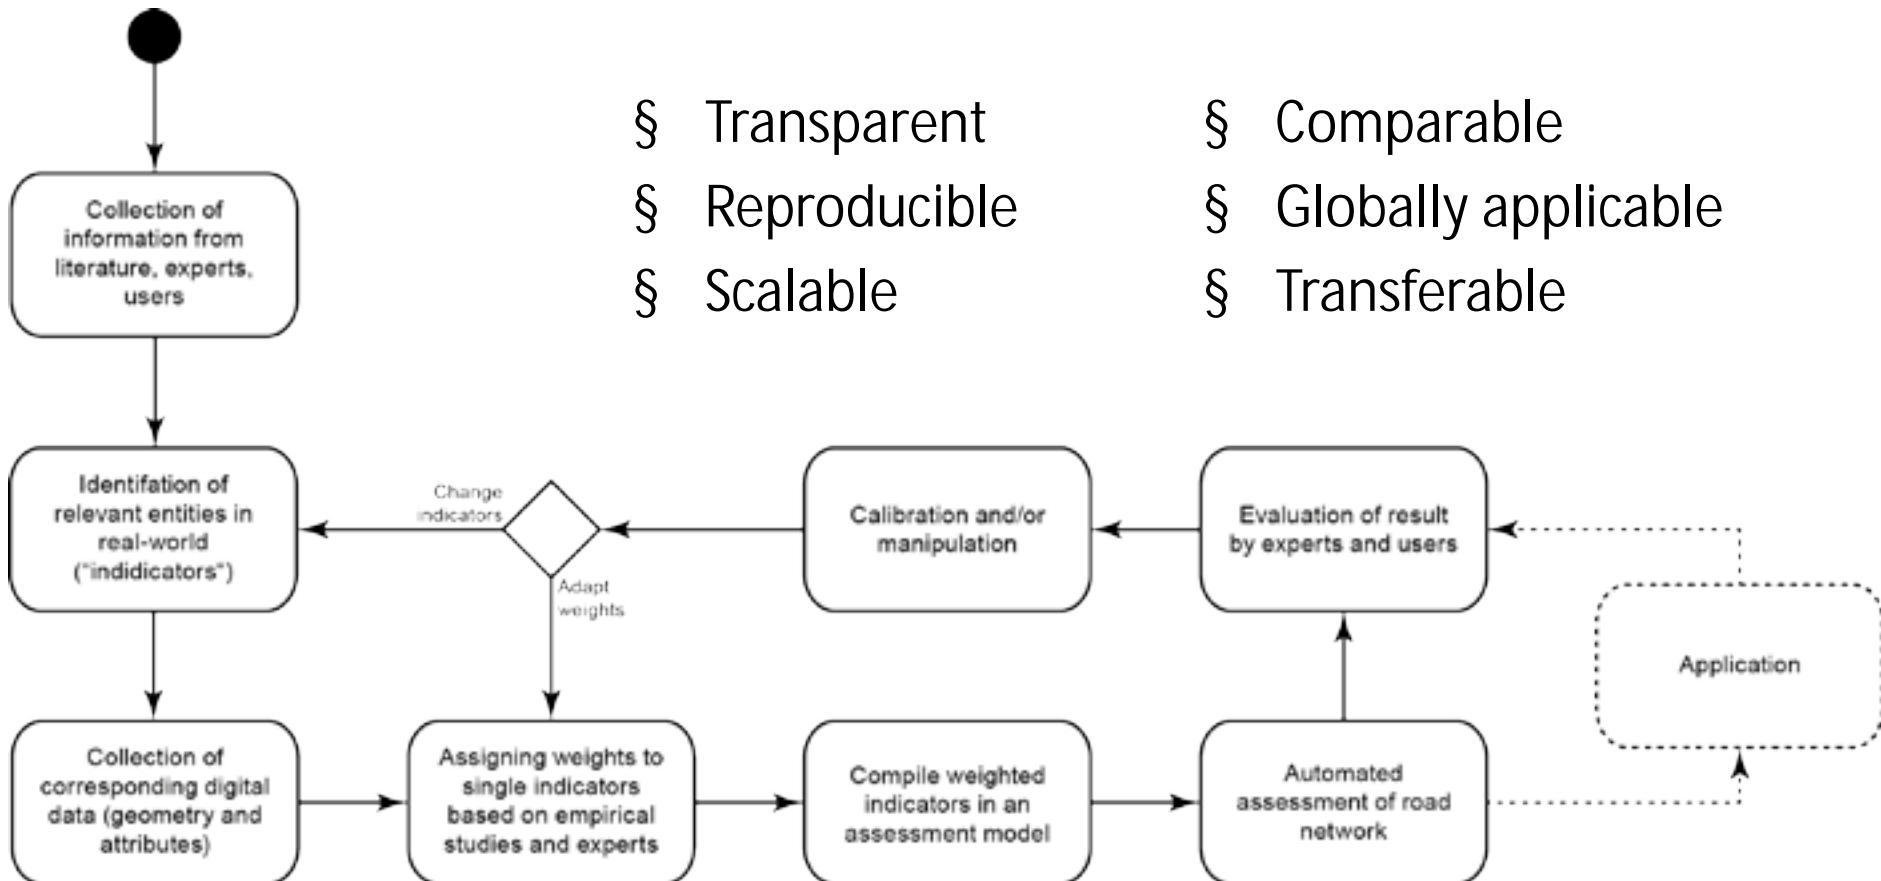 § Transparent
§ Reproducible
§ Scalable
§ Comparable
§ Globally applicable
§ Transferable
Collection of
information from
literature, experts,
users
Identifation of
relevant entities in
real-world
("indidicators")
Change
indicators
Adapt
weights
Calibration and/or
manipulation
Evaluation of result
by experts and users
Application
Collection of
corresponding digital
data (geometry and
attributes)
Assigning weights to
single indicators
based on empirical
studies and experts
Compile weighted
indicators in an
assessment model
Automated
assessment of road
network